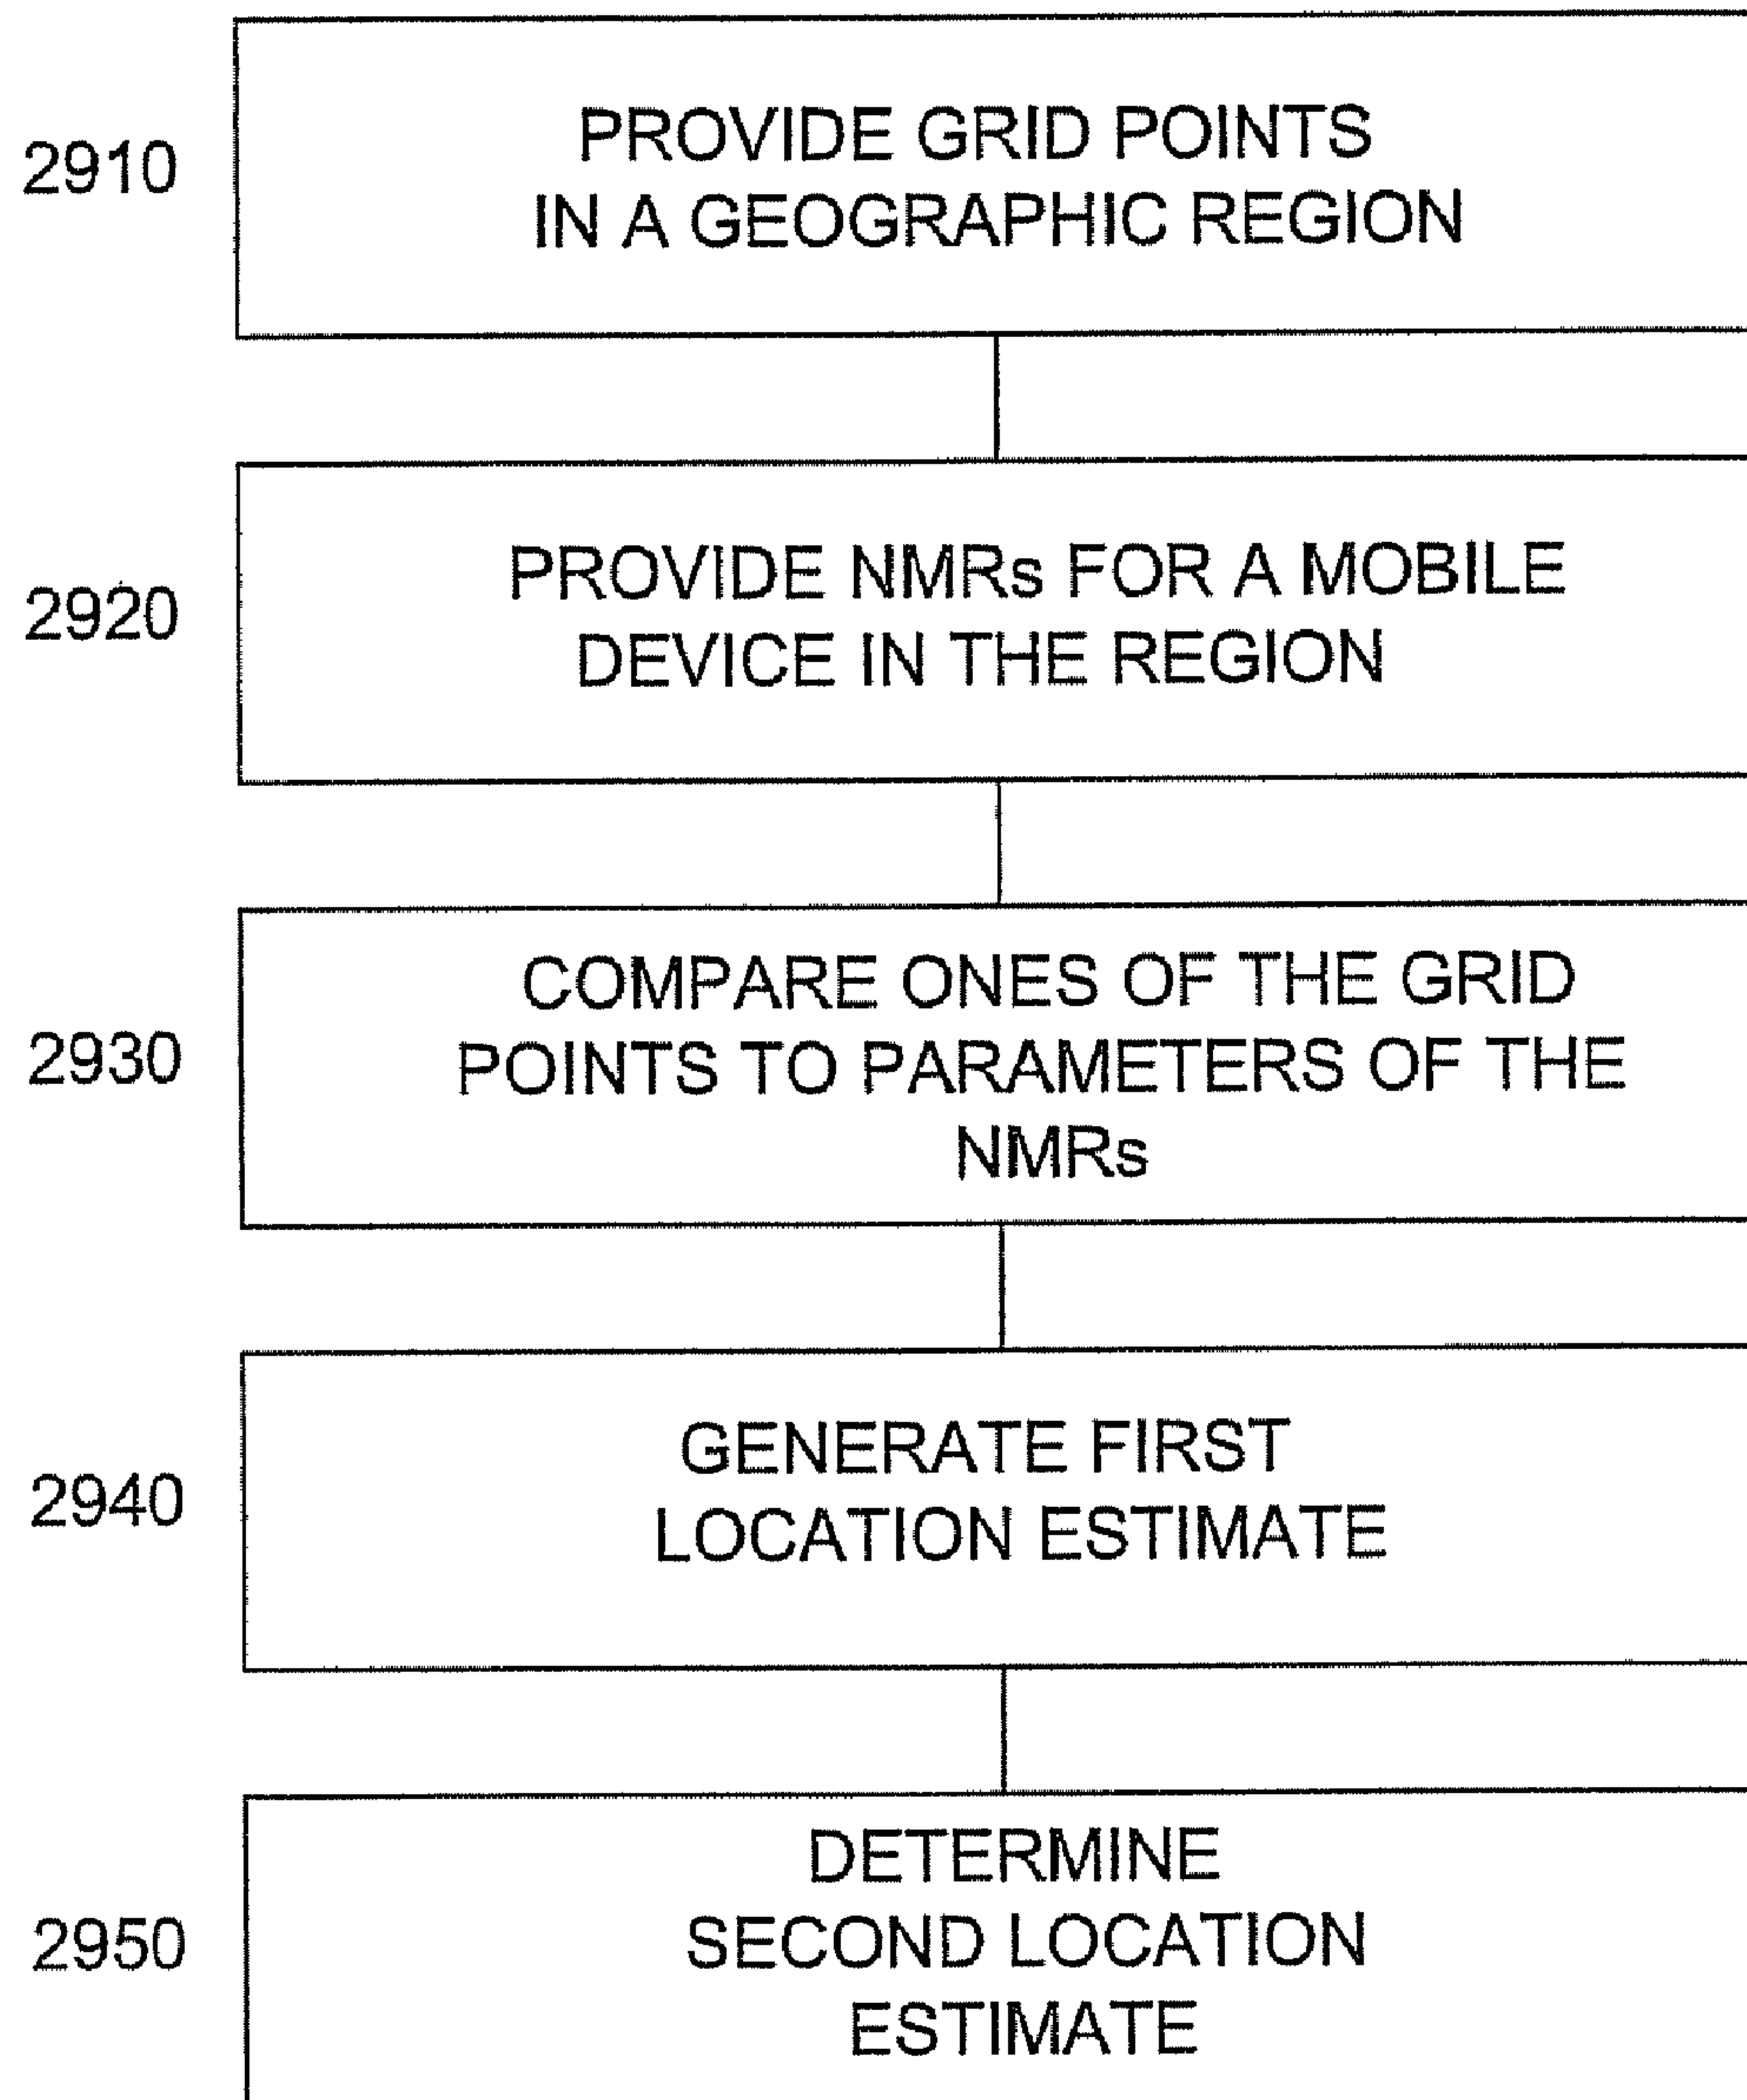 2910
PROVIDE GRID POINTS
IN A GEOGRAPHIC REGION
2920
PROVIDE NMRs FOR A MOBILE
DEVICE IN THE REGION
2930
COMPARE ONES OF THE GRID
POINTS TO PARAMETERS OF THE
NMRs
2940
GENERATE FIRST
LOCATION ESTIMATE
2950
DETERMINE
SECOND LOCATION
ESTIMATE